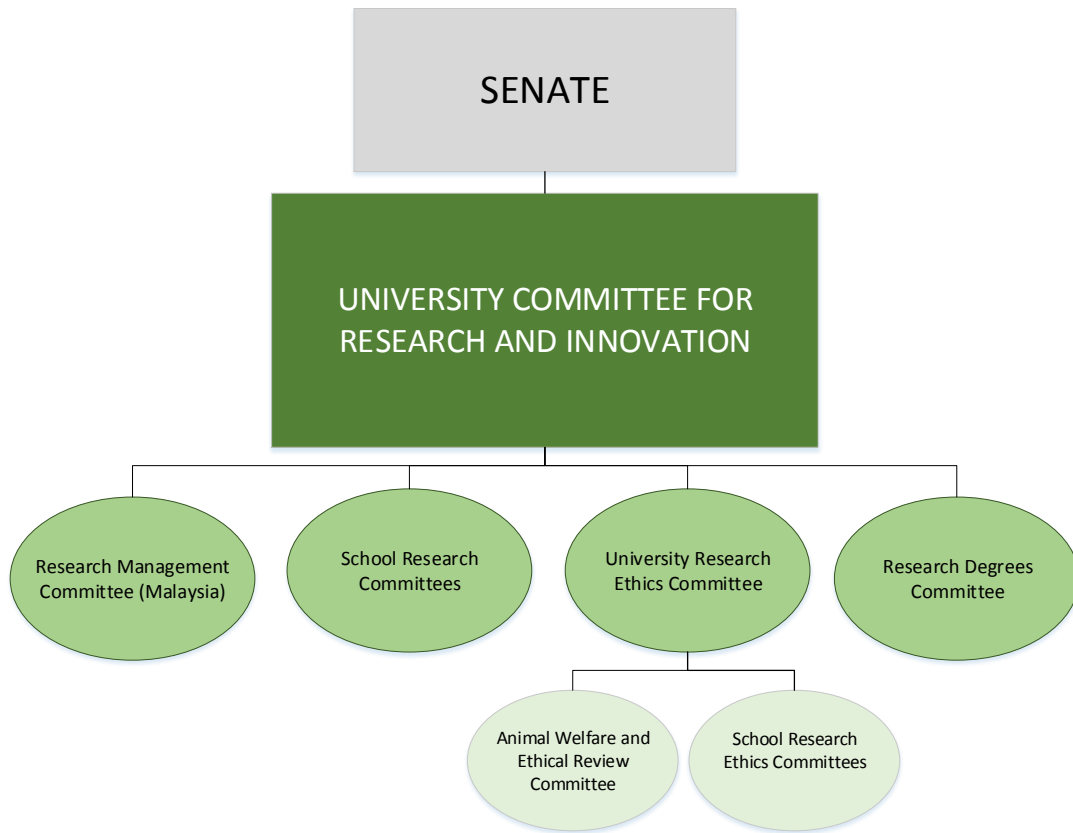 SENATE
UNIVERSITY COMMITTEE FOR
RESEARCH AND INNOVATION
Research Management
Committee (Malaysia)
School Research
Committees
University Research
Ethics Committee
Research Degrees
Committee
Animal Welfare and
Ethical Review
Committee
School Research
Ethics Committees